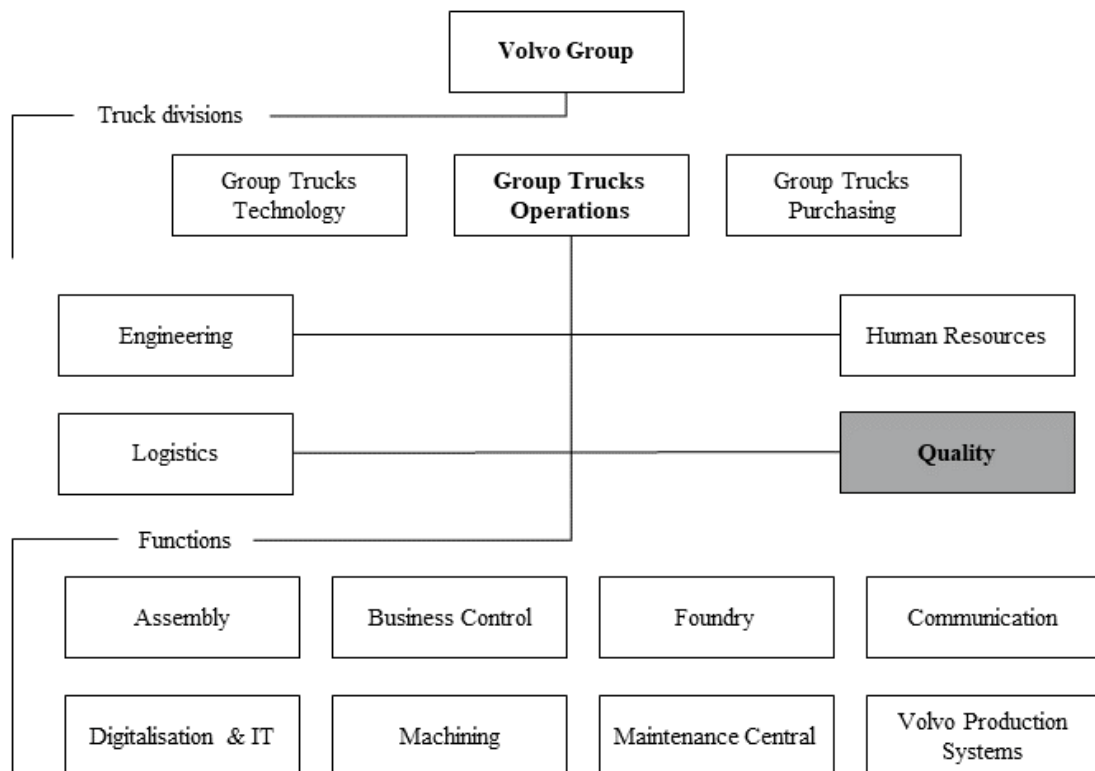 Volvo Group
Truck divisions
Group Trucks
Technology
Group Trucks
Operations
Group Trucks
Purchasing
Engineering
Human Resources
Logistics
Quality
Functions
Assembly
Business Control
Foundry
Communication
Digitalisation & IT
Machining
Maintenance Central
Volvo Production
Systems